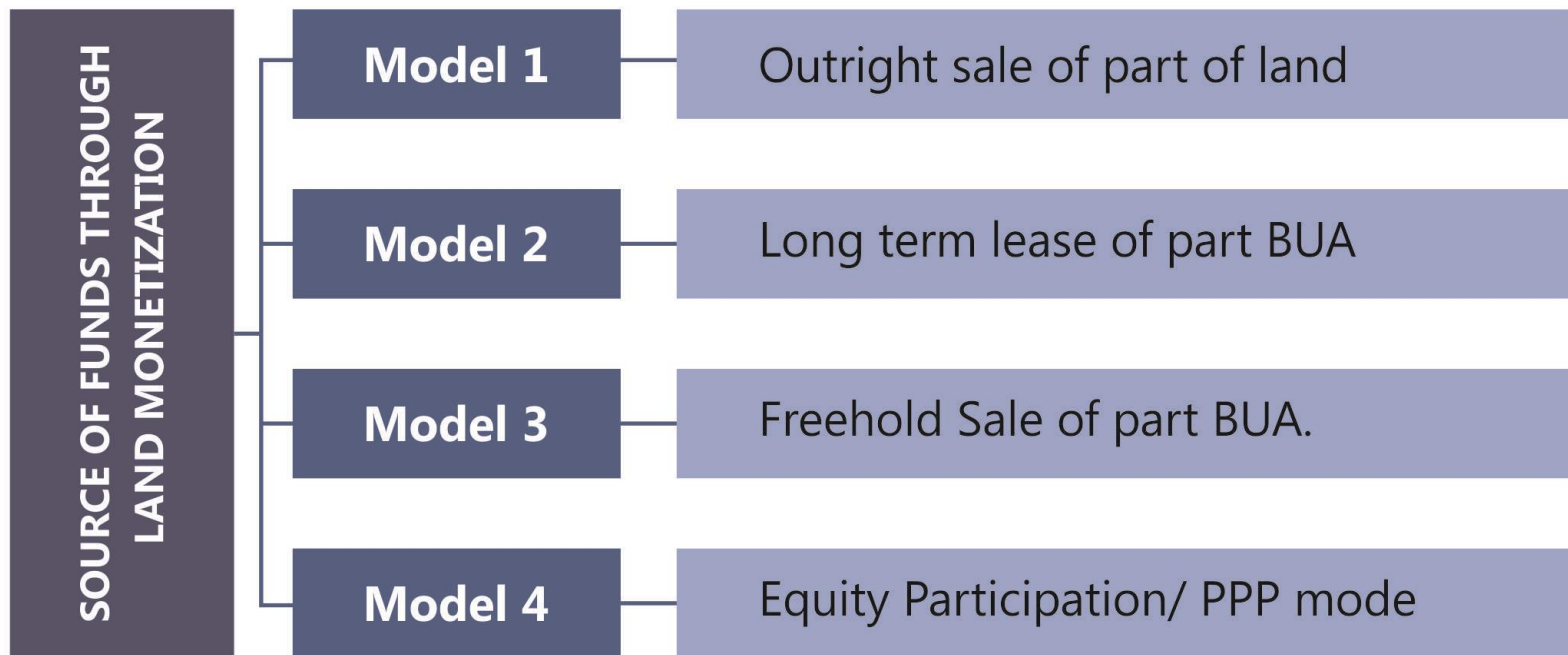 SOURCE OF FUNDS THROUGH
LAND MONETIZATION
Model 1
Outright sale of part of land
Model 2
Long term lease of part BUA
Model 3
Freehold Sale of part BUA.
Model 4
Equity Participation/ PPP mode